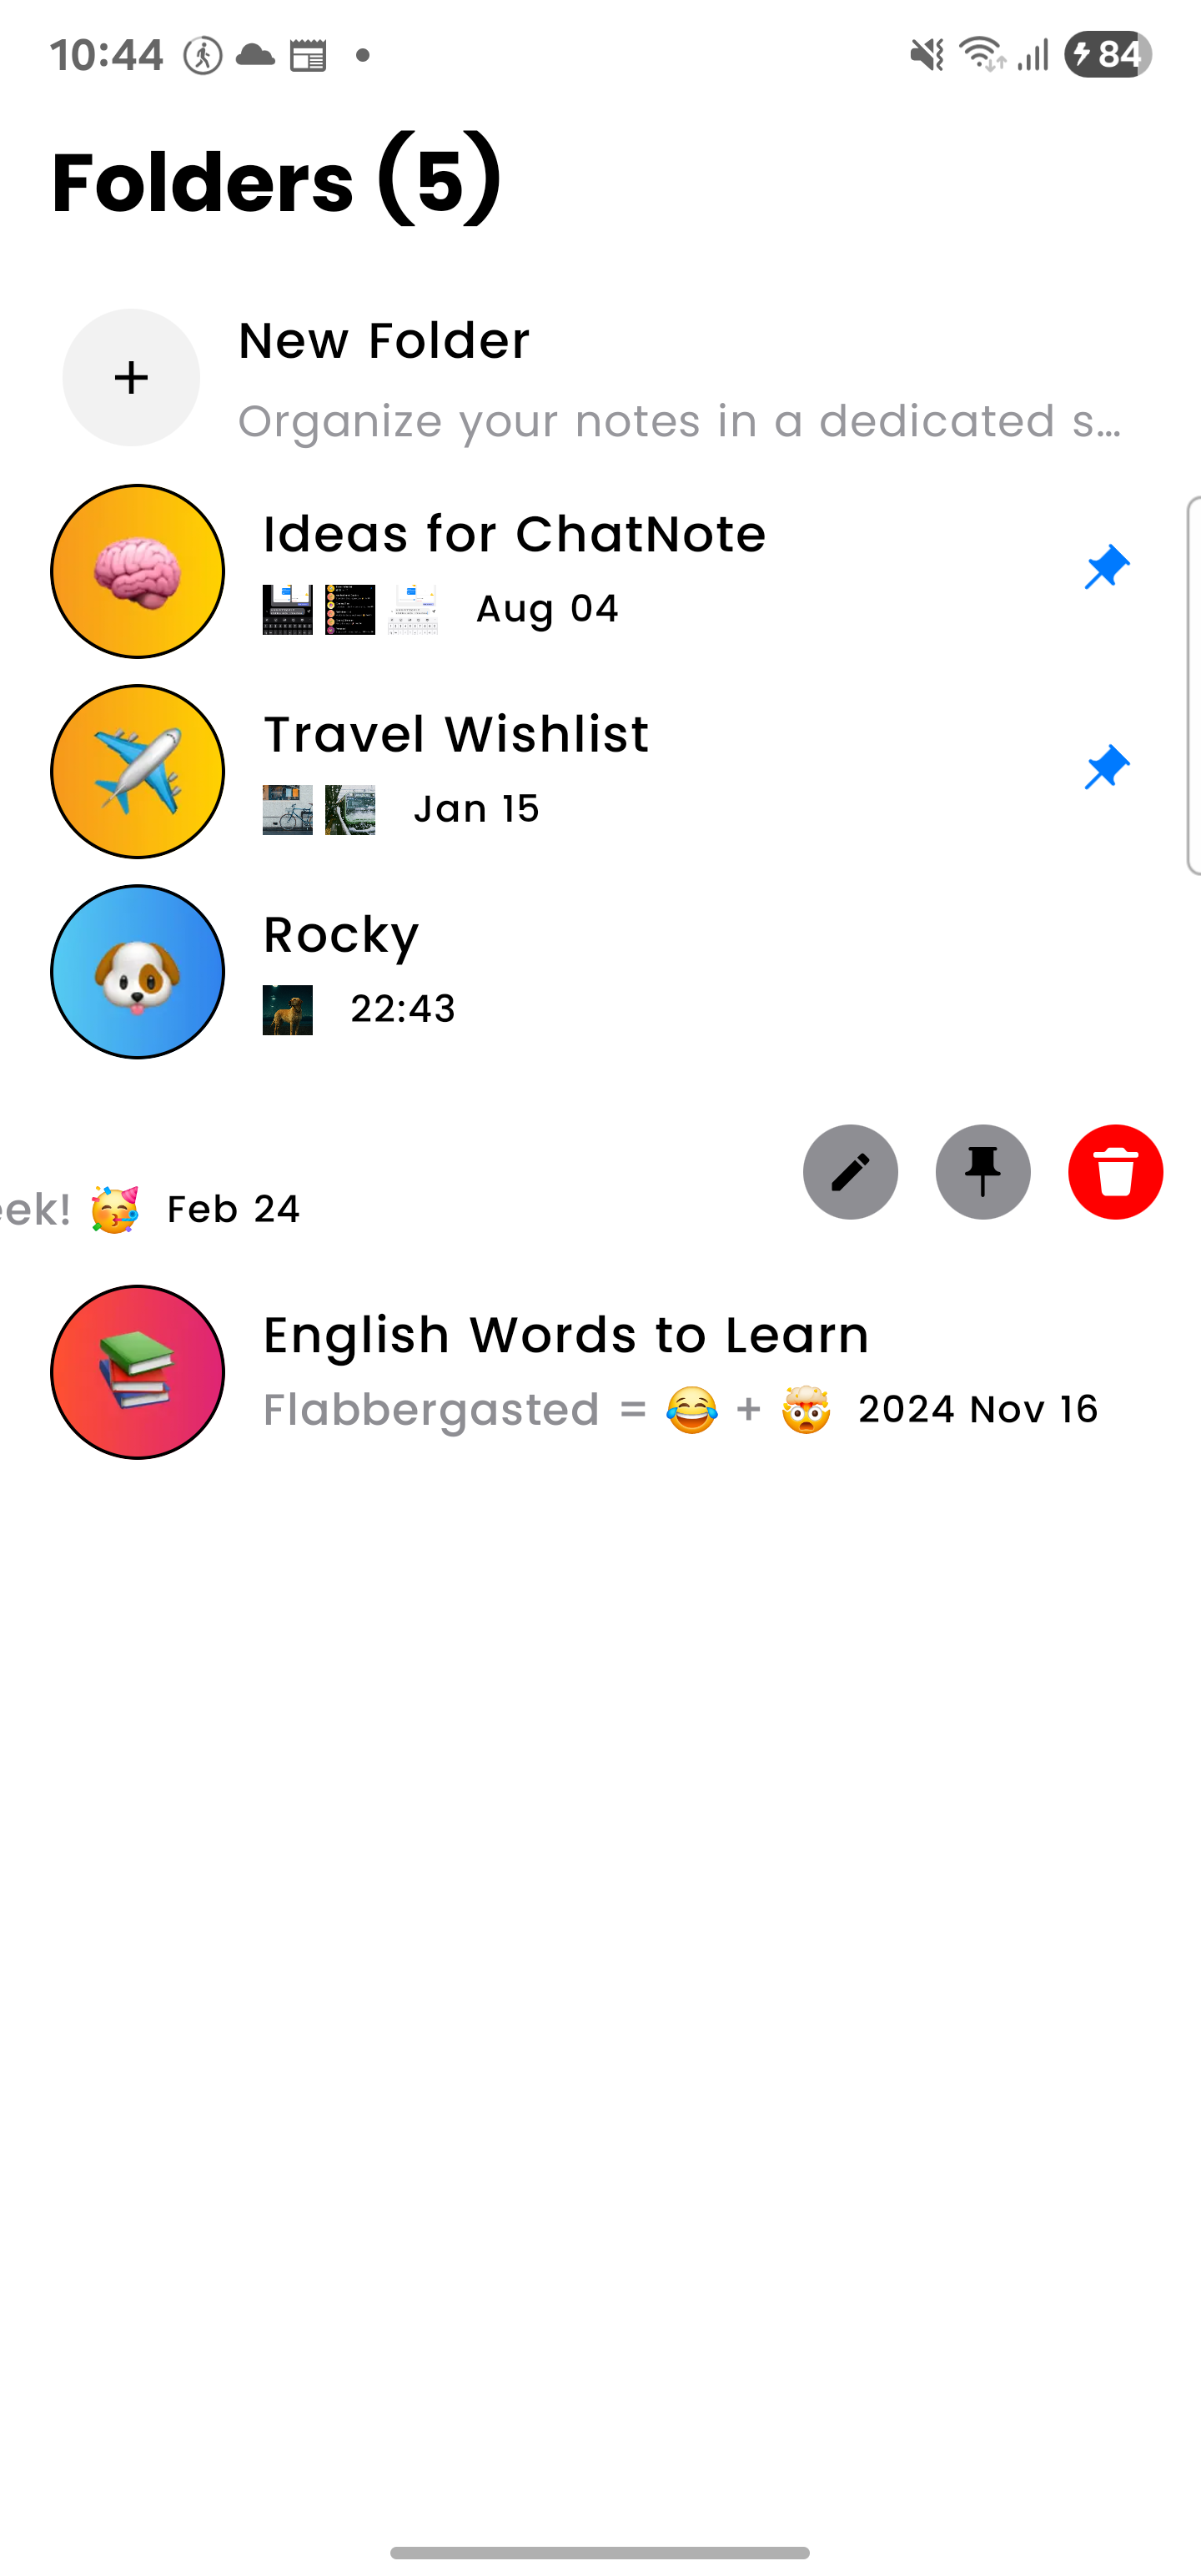 10:44
84
Folders (5)
New Folder
Organize your notes in a dedicated s...
Ideas for ChatNote
Aug 04
Travel Wishlist
Jan 15
Rocky
22:43
eek! 🥳 Feb 24
English Words to Learn
Flabbergasted = 😂 + 🤯 2024 Nov 16